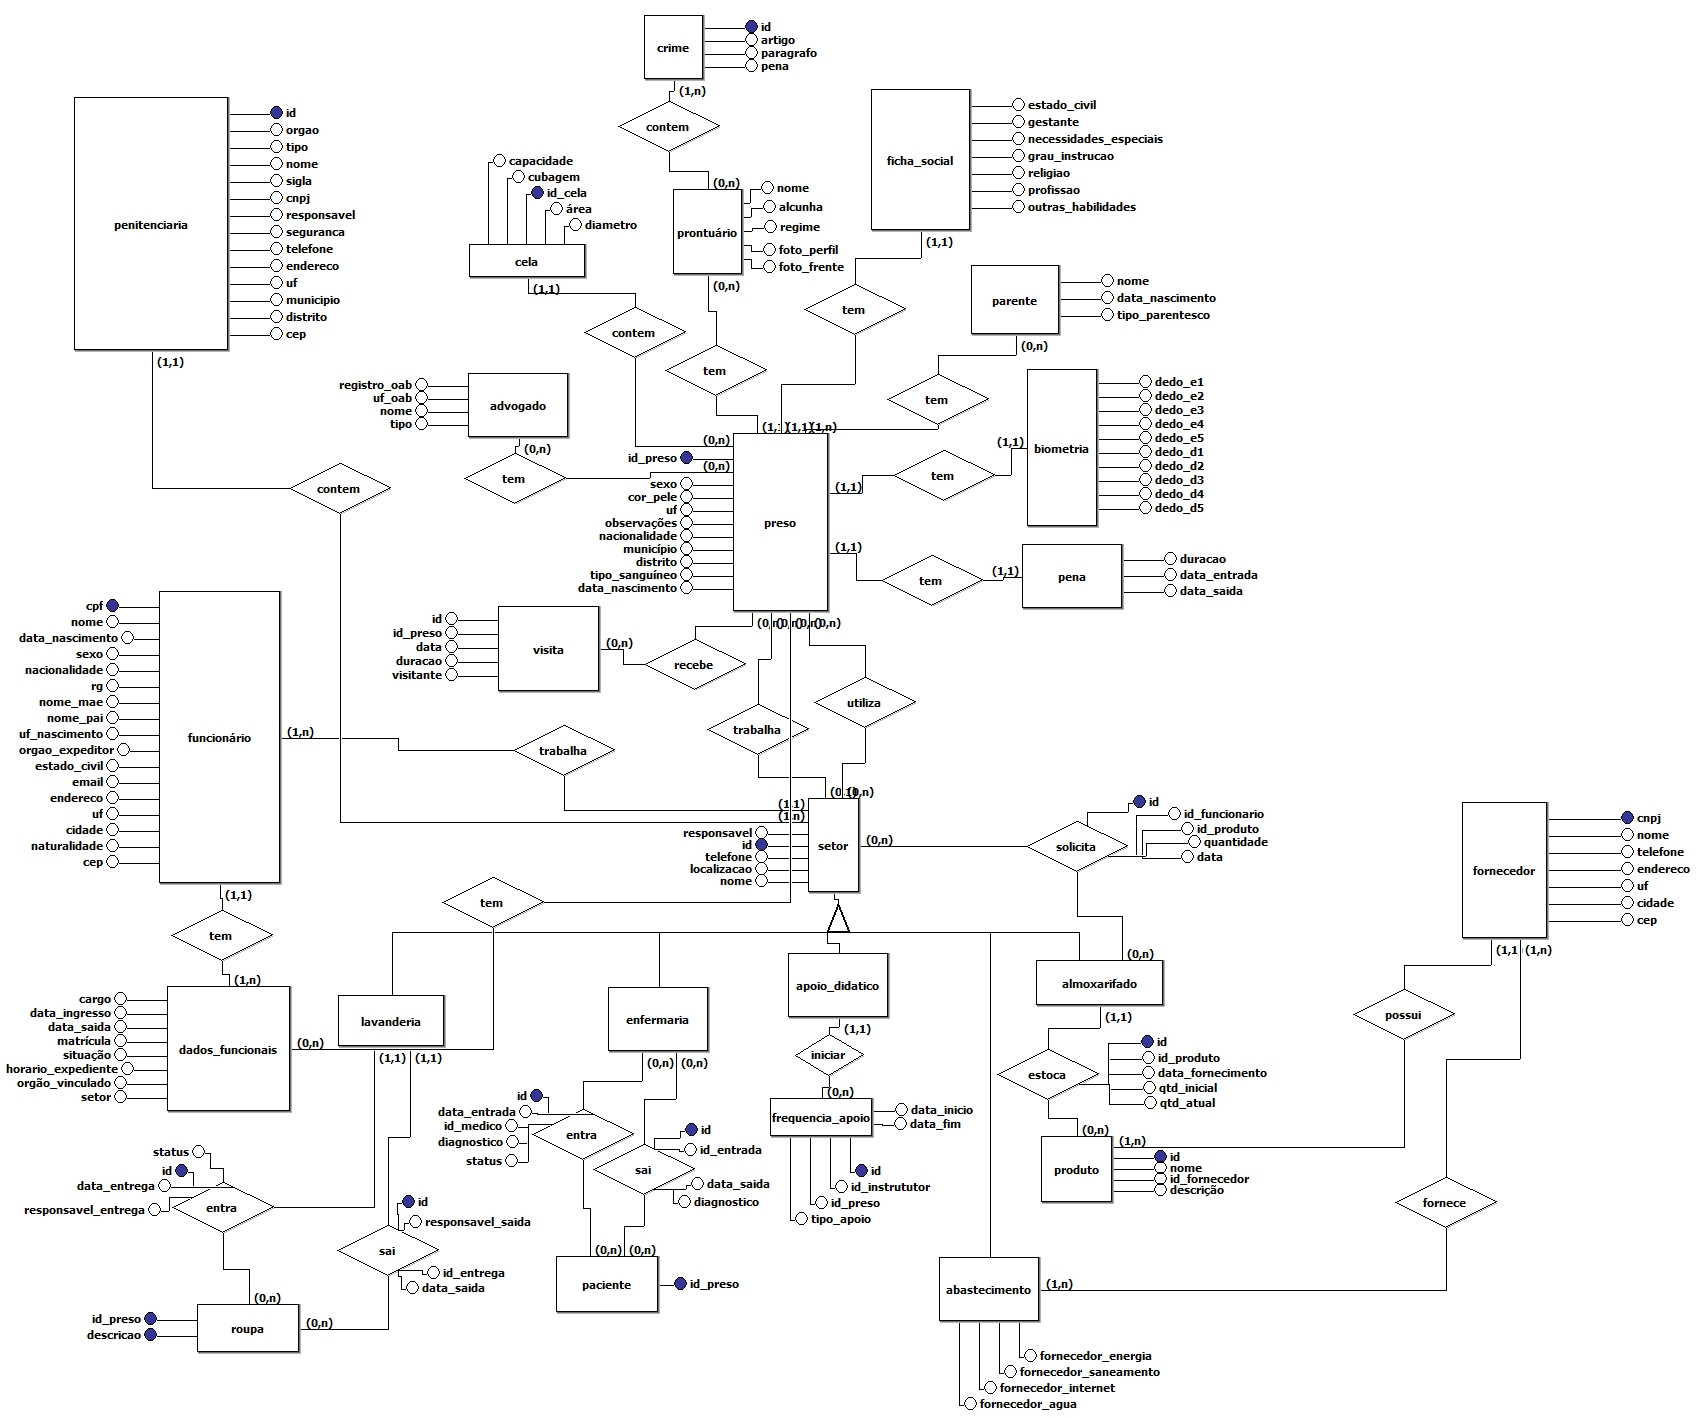 crime
id
artigo
paragrafo
pena
(1,n)
contem
(0,n)
penitenciaria
id
orgao
tipo
nome
sigla
cnpj
responsavel
seguranca
telefone
endereco
uf
municipio
distrito
cep
(1,1)
contem
capacidade
cubagem
id_cela
área
diametro
cela
(1,1)
contem
(0,n)
prontuário
nome
alcunha
regime
foto_perfil
foto_frente
(0,n)
tem
ficha_social
estado_civil
gestante
necessidades_especiais
grau_instrucao
religiao
profissao
outras_habilidades
(1,1)
tem
parente
nome
data_nascimento
tipo_parentesco
(0,n)
tem
advogado
registro_oab
uf_oab
nome
tipo
(0,n)
tem
(0,n)
(1,1)
(1,1)
(1,n)
preso
id_preso
sexo
cor_pele
uf
observações
nacionalidade
município
distrito
tipo_sanguíneo
data_nascimento
(1,1)
tem
(1,1)
biometria
dedo_e1
dedo_e2
dedo_e3
dedo_e4
dedo_e5
dedo_d1
dedo_d2
dedo_d3
dedo_d4
dedo_d5
(1,1)
tem
(1,1)
pena
duracao
data_entrada
data_saida
(0,n)
(0,n)
(0,n)
(0,n)
visita
id
id_preso
data
duracao
visitante
(0,n)
recebe
trabalha
utiliza
funcionário
cpf
nome
data_nascimento
sexo
nacionalidade
rg
nome_mae
nome_pai
uf_nascimento
orgao_expeditor
estado_civil
email
endereco
uf
cidade
naturalidade
cep
(1,n)
trabalha
(1,1)
(1,n)
(0,n)
setor
responsavel
id
telefone
localizacao
nome
(0,n)
solicita
id
id_funcionario
id_produto
quantidade
data
fornecedor
cnpj
nome
telefone
endereco
uf
cidade
cep
(1,1)
(1,n)
possui
fornece
(1,1)
tem
(1,n)
dados_funcionais
cargo
data_ingresso
data_saida
matrícula
situação
horario_expediente
orgão_vinculado
setor
(0,n)
tem
lavanderia
(1,1)
(1,1)
enfermaria
(0,n)
(0,n)
apoio_didatico
(1,1)
iniciar
(0,n)
frequencia_apoio
data_inicio
data_fim
id
id_instrututor
id_preso
tipo_apoio
(0,n)
almoxarifado
(1,1)
estoca
id
id_produto
data_fornecimento
qtd_inicial
qtd_atual
(0,n)
(1,n)
produto
id
nome
id_fornecedor
descrição
entra
status
id
data_entrega
responsavel_entrega
(0,n)
sai
id
responsavel_saida
id_entrega
data_saida
(0,n)
roupa
id_preso
descricao
entra
id
data_entrada
id_medico
diagnostico
status
sai
id
id_entrada
data_saida
diagnostico
(0,n)
(0,n)
paciente
id_preso
abastecimento
(1,n)
fornecedor_energia
fornecedor_saneamento
fornecedor_internet
fornecedor_agua